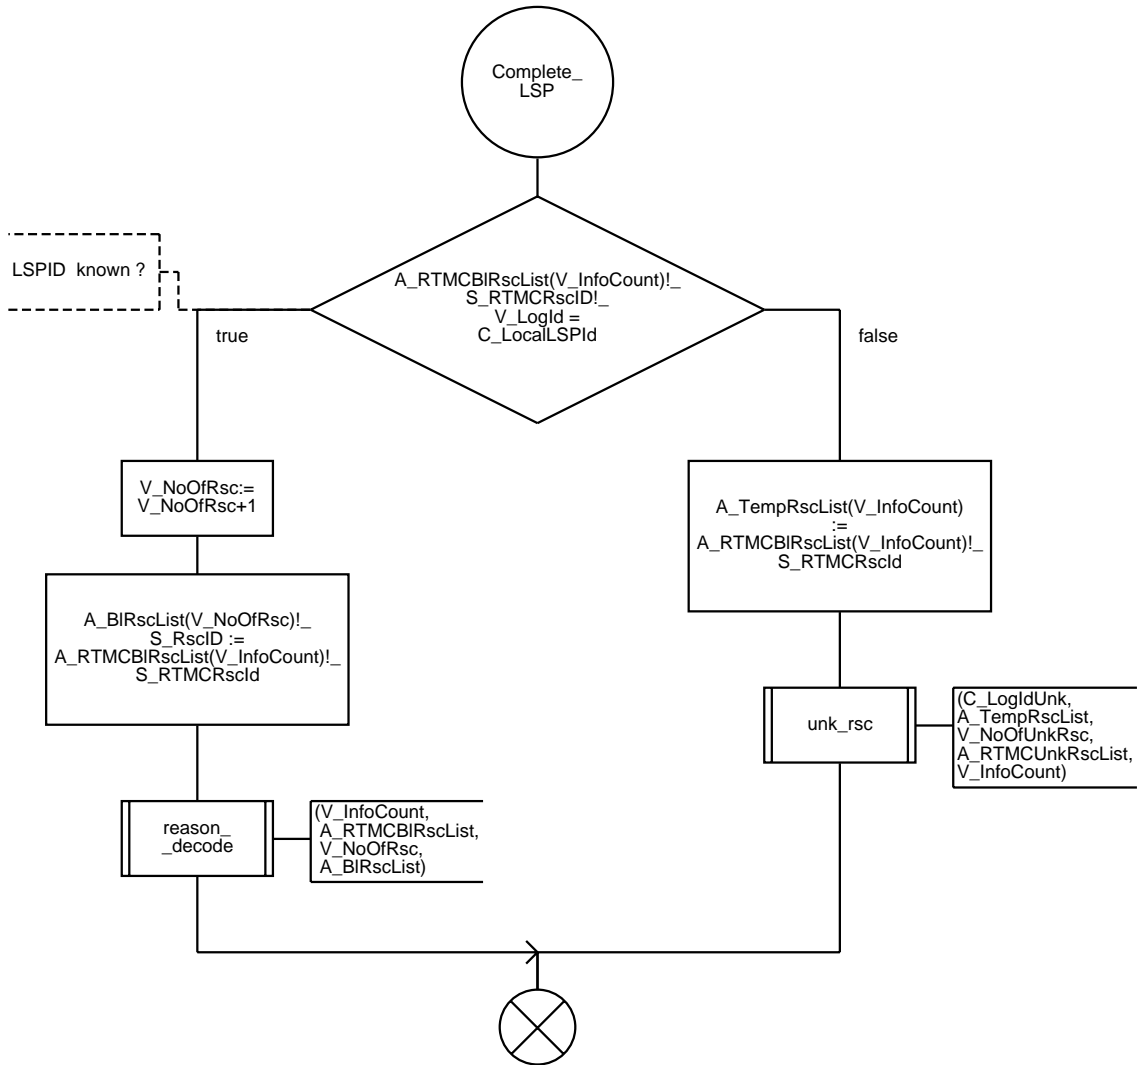 Complete_
LSP
LSPID  known ?
A_RTMCBlRscList(V_InfoCount)!_
S_RTMCRscID!_
V_LogId =
C_LocalLSPId
true
false
V_NoOfRsc:=
V_NoOfRsc+1
A_TempRscList(V_InfoCount)
:=
A_RTMCBlRscList(V_InfoCount)!_
S_RTMCRscId
A_BlRscList(V_NoOfRsc)!_
S_RscID :=
A_RTMCBlRscList(V_InfoCount)!_
S_RTMCRscId
unk_rsc
(C_LogIdUnk,
A_TempRscList,
V_NoOfUnkRsc,
A_RTMCUnkRscList,
V_InfoCount)
reason_
_decode
(V_InfoCount,
A_RTMCBlRscList,
V_NoOfRsc,
A_BlRscList)